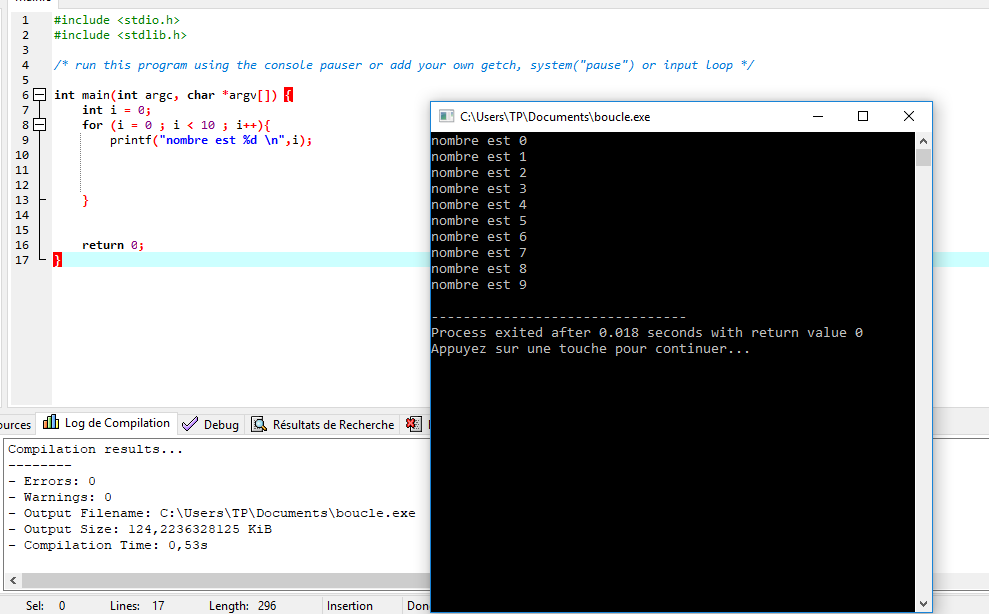 1 #include <stdio.h>
2 #include <stdlib.h>
3
4 /* run this program using the console pauser or add your own getch, system("pause") or input loop */
5
6 int main(int argc, char *argv[]) {
7 int i = 0;
8 for (i = 0 ; i < 10 ; i++){
9 printf("nombre est %d \n",i);
10
11
12
13 }
14
15
16 return 0;
17 }
C:\Users\TP\Documents\boucle.exe
nombre est 0
nombre est 1
nombre est 2
nombre est 3
nombre est 4
nombre est 5
nombre est 6
nombre est 7
nombre est 8
nombre est 9
--------------------------------
Process exited after 0.018 seconds with return value 0
Appuyez sur une touche pour continuer...
ources Log de Compilation Debug Résultats de Recherche
Compilation results...
--------
- Errors: 0
- Warnings: 0
- Output Filename: C:\Users\TP\Documents\boucle.exe
- Output Size: 124,2236328125 KiB
- Compilation Time: 0,53s
Sel: 0 Lines: 17 Length: 296 Insertion Don